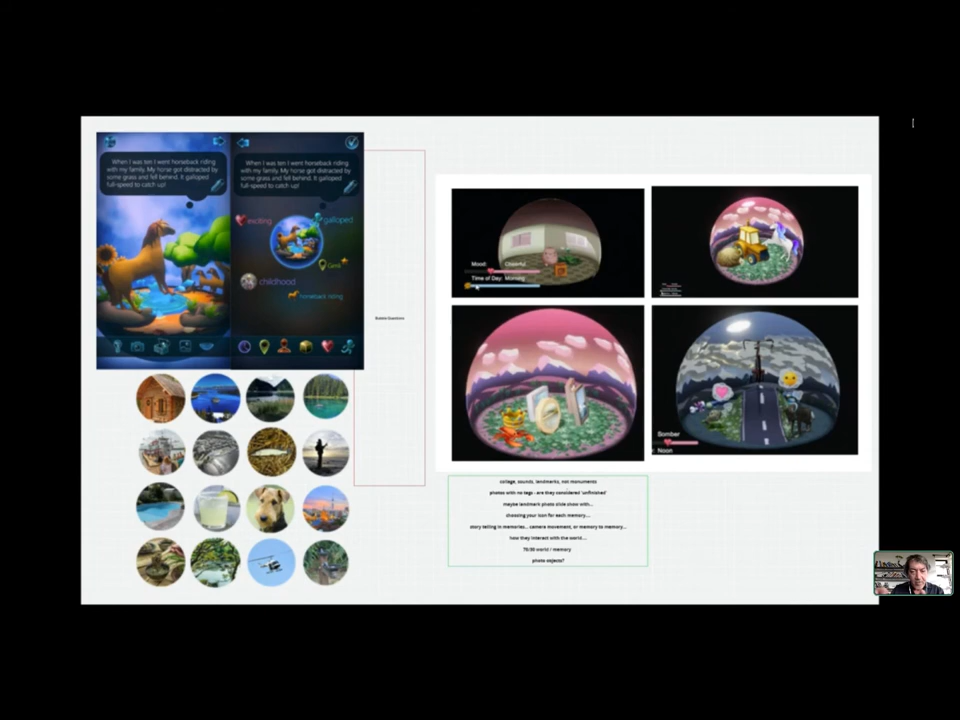 When I was ten I went horseback riding
with my family. My horse got distracted by
some grass and fell behind. It galloped
full-speed to catch up!
When I was ten I went horseback riding
with my family. My horse got distracted by
some grass and fell behind. It galloped
full-speed to catch up!
exciting
galloped
childhood
horseback riding
Mood: Cheerful
Time of Day: Morning
Somber
: Noon
collage, sounds, landmarks, not monuments
photos with no tags - are they considered 'unfinished'
maybe landmark photo slide show with...
choosing your icon for each memory....
story telling in memories... camera movement, or memory to memory...
how they interact with the world....
70/30 world / memory
photo objects?